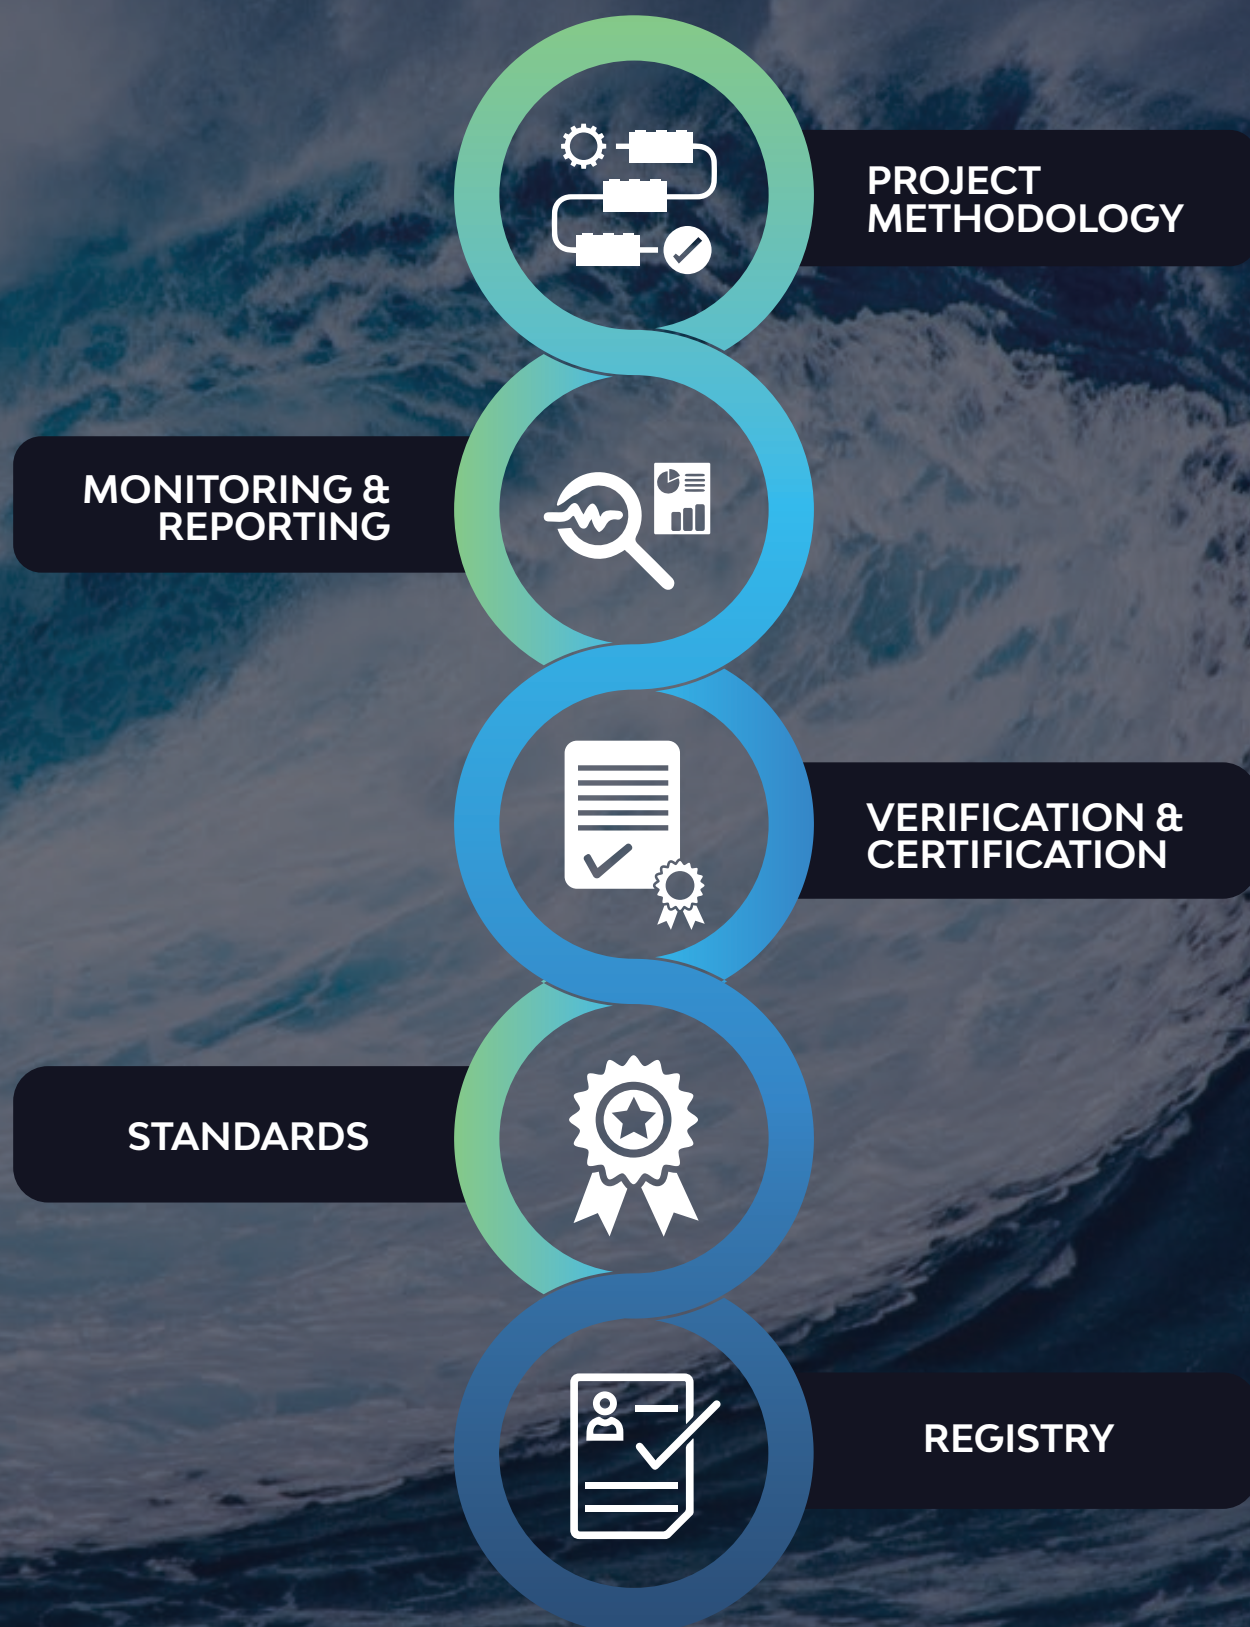 PROJECT
METHODOLOGY
MONITORING &
REPORTING
VERIFICATION &
CERTIFICATION
STANDARDS
REGISTRY